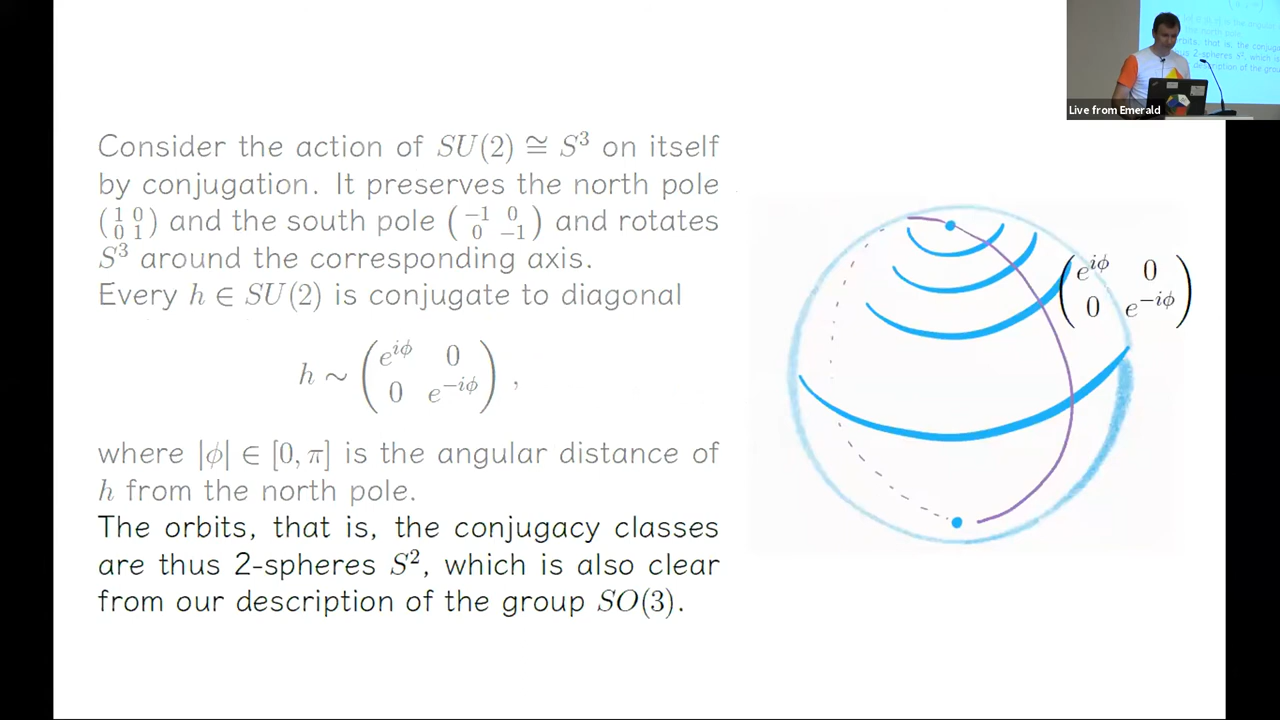 Consider the action of SU(2) ≅ S³ on itself
by conjugation. It preserves the north pole
(1 0; 0 1) and the south pole (−1 0; 0 −1) and rotates
S³ around the corresponding axis.
Every h ∈ SU(2) is conjugate to diagonal
h ∼ (e^{iϕ} 0; 0 e^{−iϕ}) ,
where |ϕ| ∈ [0, π] is the angular distance of
h from the north pole.
The orbits, that is, the conjugacy classes
are thus 2-spheres S², which is also clear
from our description of the group SO(3).
(e^{iϕ} 0; 0 e^{−iϕ})
Live from Emerald